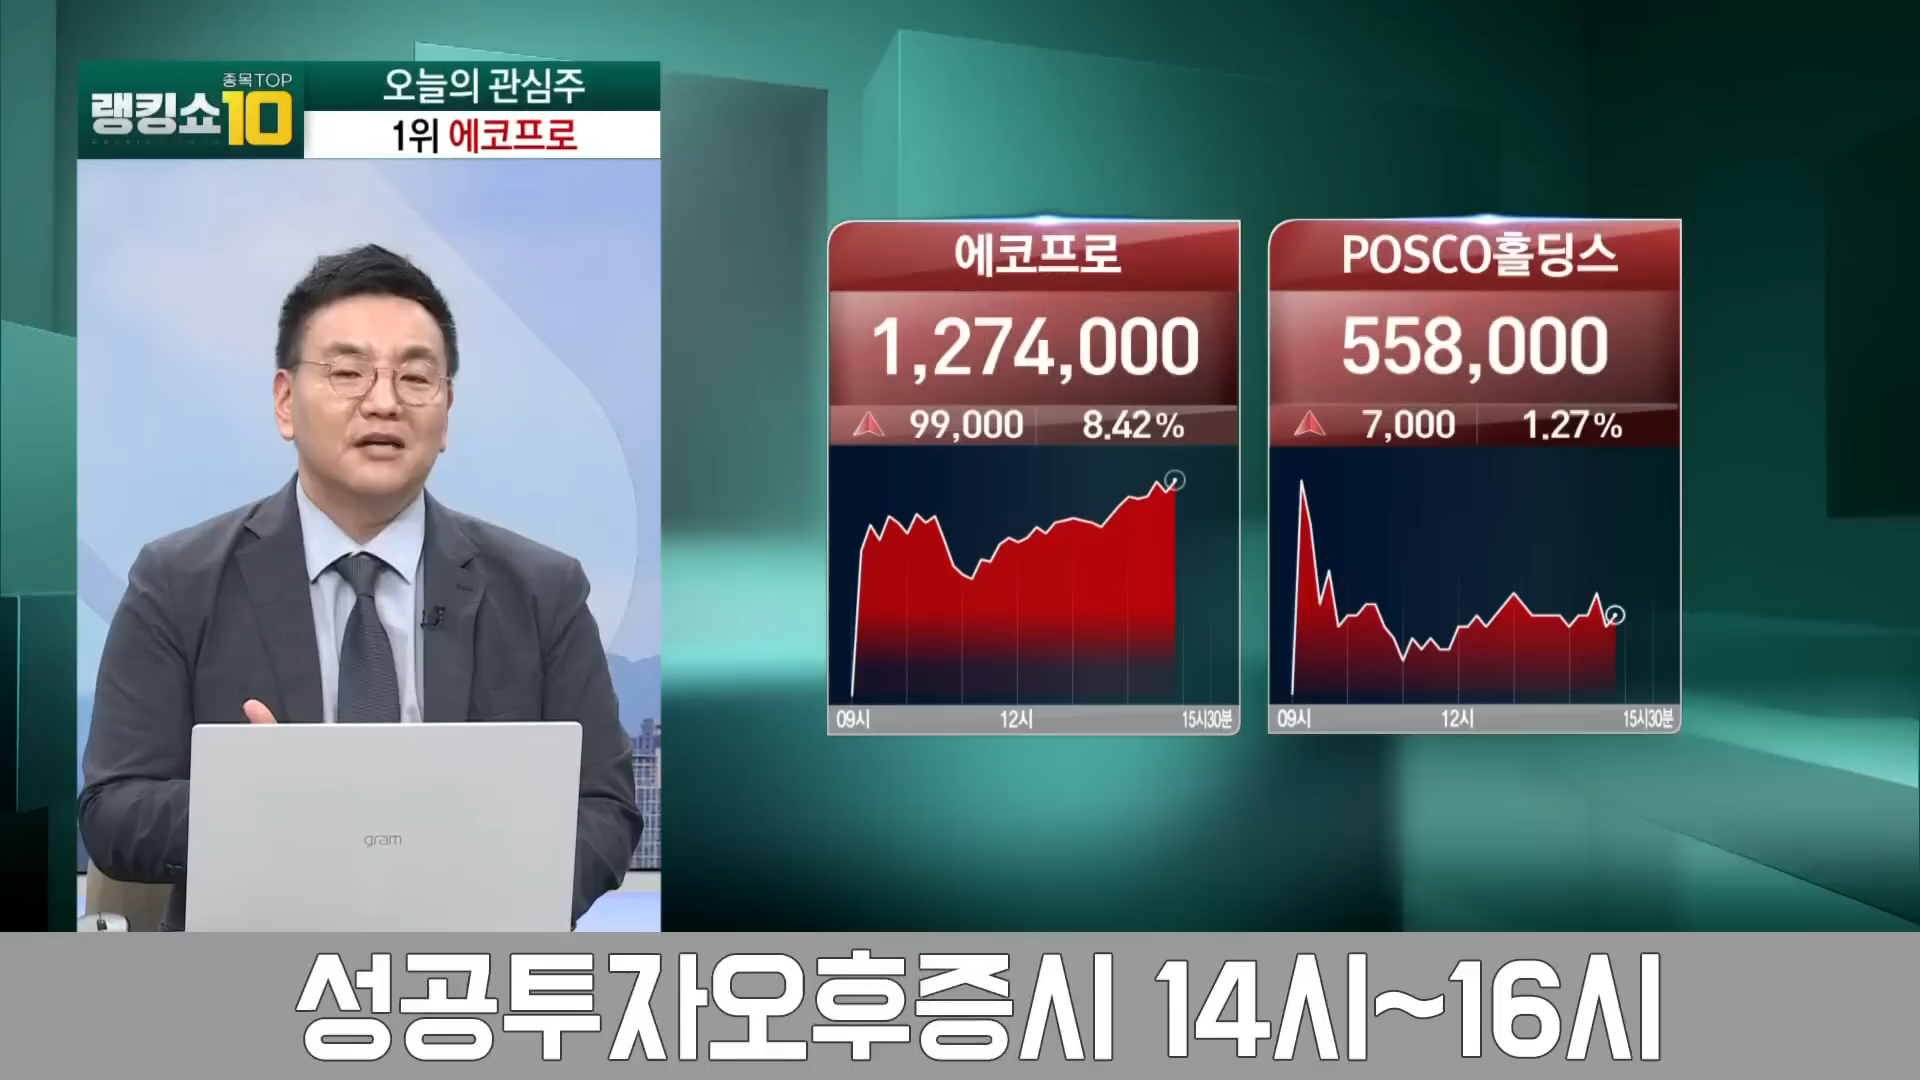 종목TOP
랭킹쇼10
오늘의 관심주
1위 에코프로
에코프로
1,274,000
99,000 8.42%
09시 12시 15시30분
POSCO홀딩스
558,000
7,000 1.27%
09시 12시 15시30분
gram
성공투자오후증시 14시~16시